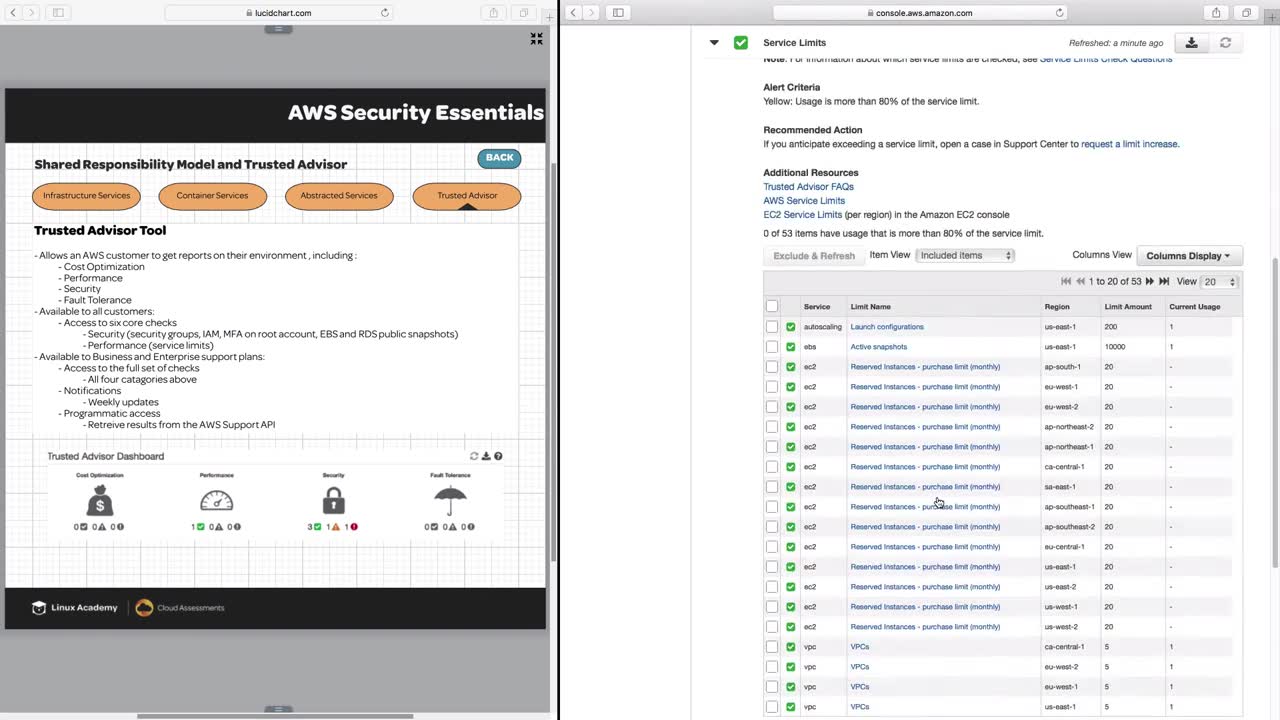 lucidchart.com
AWS Security Essentials
BACK
Shared Responsibility Model and Trusted Advisor
Infrastructure Services
Container Services
Abstracted Services
Trusted Advisor
Trusted Advisor Tool
- Allows an AWS customer to get reports on their environment , including :
- Cost Optimization
- Performance
- Security
- Fault Tolerance
- Available to all customers:
- Access to six core checks
- Security (security groups, IAM, MFA on root account, EBS and RDS public snapshots)
- Performance (service limits)
- Available to Business and Enterprise support plans:
- Access to the full set of checks
- All four catagories above
- Notifications
- Weekly updates
- Programmatic access
- Retreive results from the AWS Support API
Trusted Advisor Dashboard
Cost Optimization
Performance
Security
Fault Tolerance
$
0 0 0
1 0 0
3 1 1
0 0 0
Linux Academy
Cloud Assessments
console.aws.amazon.com
Service Limits
Refreshed: a minute ago
Note: For information about which service limits are checked, see Service Limits Check Questions
Alert Criteria
Yellow: Usage is more than 80% of the service limit.
Recommended Action
If you anticipate exceeding a service limit, open a case in Support Center to request a limit increase.
Additional Resources
Trusted Advisor FAQs
AWS Service Limits
EC2 Service Limits (per region) in the Amazon EC2 console
0 of 53 items have usage that is more than 80% of the service limit.
Exclude & Refresh Item View Included items Columns View Columns Display
1 to 20 of 53 View 20
Service Limit Name Region Limit Amount Current Usage
autoscaling Launch configurations us-east-1 200 1
ebs Active snapshots us-east-1 10000 1
ec2 Reserved Instances - purchase limit (monthly) ap-south-1 20 -
ec2 Reserved Instances - purchase limit (monthly) eu-west-1 20 -
ec2 Reserved Instances - purchase limit (monthly) eu-west-2 20 -
ec2 Reserved Instances - purchase limit (monthly) ap-northeast-2 20 -
ec2 Reserved Instances - purchase limit (monthly) ap-northeast-1 20 -
ec2 Reserved Instances - purchase limit (monthly) ca-central-1 20 -
ec2 Reserved Instances - purchase limit (monthly) sa-east-1 20 -
ec2 Reserved Instances - purchase limit (monthly) ap-southeast-1 20 -
ec2 Reserved Instances - purchase limit (monthly) ap-southeast-2 20 -
ec2 Reserved Instances - purchase limit (monthly) eu-central-1 20 -
ec2 Reserved Instances - purchase limit (monthly) us-east-1 20 -
ec2 Reserved Instances - purchase limit (monthly) us-east-2 20 -
ec2 Reserved Instances - purchase limit (monthly) us-west-1 20 -
ec2 Reserved Instances - purchase limit (monthly) us-west-2 20 -
vpc VPCs ca-central-1 5 1
vpc VPCs eu-west-2 5 1
vpc VPCs eu-west-1 5 1
vpc VPCs us-east-1 5 1